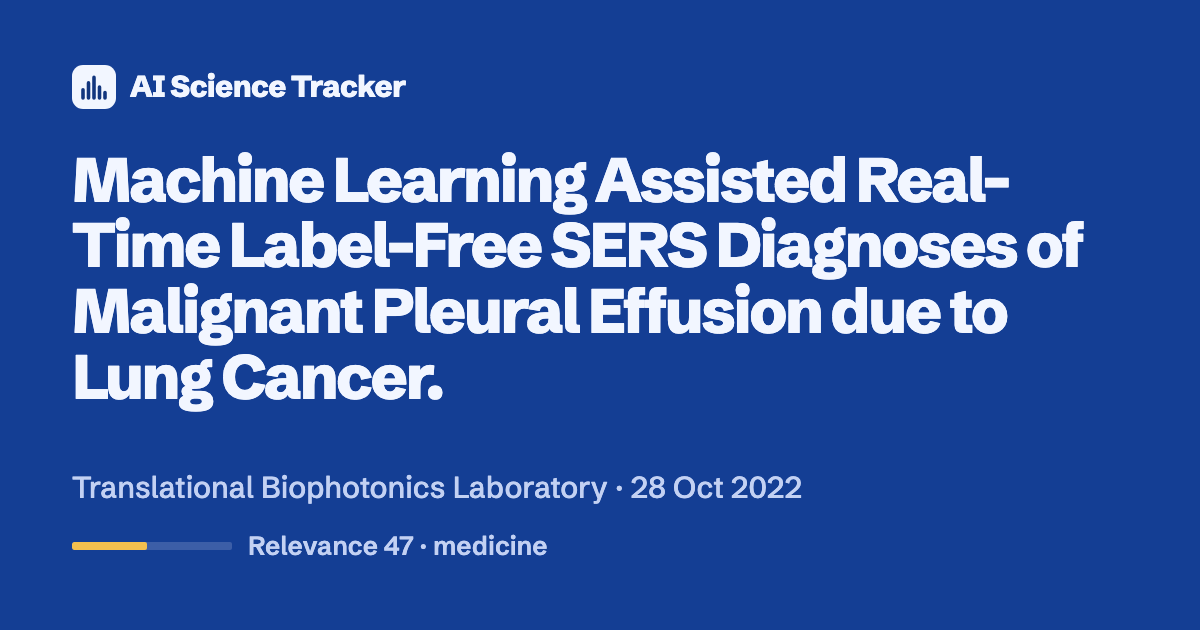 AI Science Tracker
Machine Learning Assisted Real-
Time Label-Free SERS Diagnoses of
Malignant Pleural Effusion due to
Lung Cancer.
Translational Biophotonics Laboratory · 28 Oct 2022
Relevance 47 · medicine